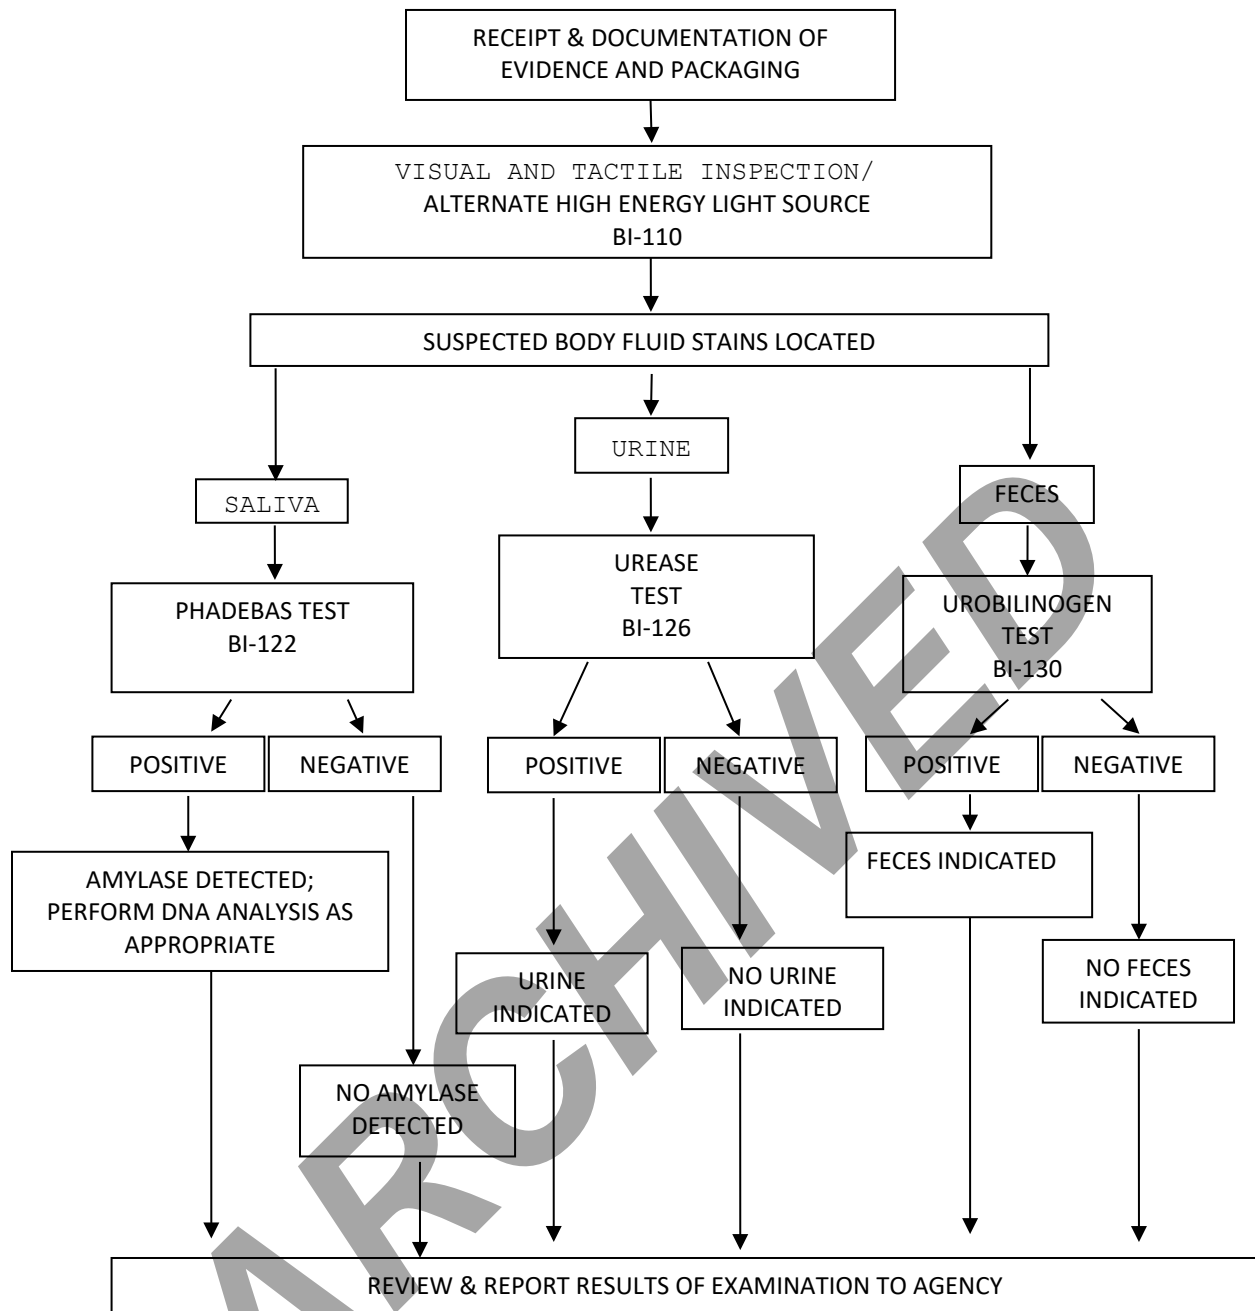 RECEIPT & DOCUMENTATION OF
EVIDENCE AND PACKAGING
VISUAL AND TACTILE INSPECTION/
ALTERNATE HIGH ENERGY LIGHT SOURCE
BI-110
SUSPECTED BODY FLUID STAINS LOCATED
SALIVA
URINE
FECES
PHADEBAS TEST
BI-122
UREASE
TEST
BI-126
UROBILINOGEN
TEST
BI-130
POSITIVE
NEGATIVE
POSITIVE
NEGATIVE
POSITIVE
NEGATIVE
AMYLASE DETECTED;
PERFORM DNA ANALYSIS AS
APPROPRIATE
NO AMYLASE
DETECTED
URINE
INDICATED
NO URINE
INDICATED
FECES INDICATED
NO FECES
INDICATED
REVIEW & REPORT RESULTS OF EXAMINATION TO AGENCY
ARCHIVED